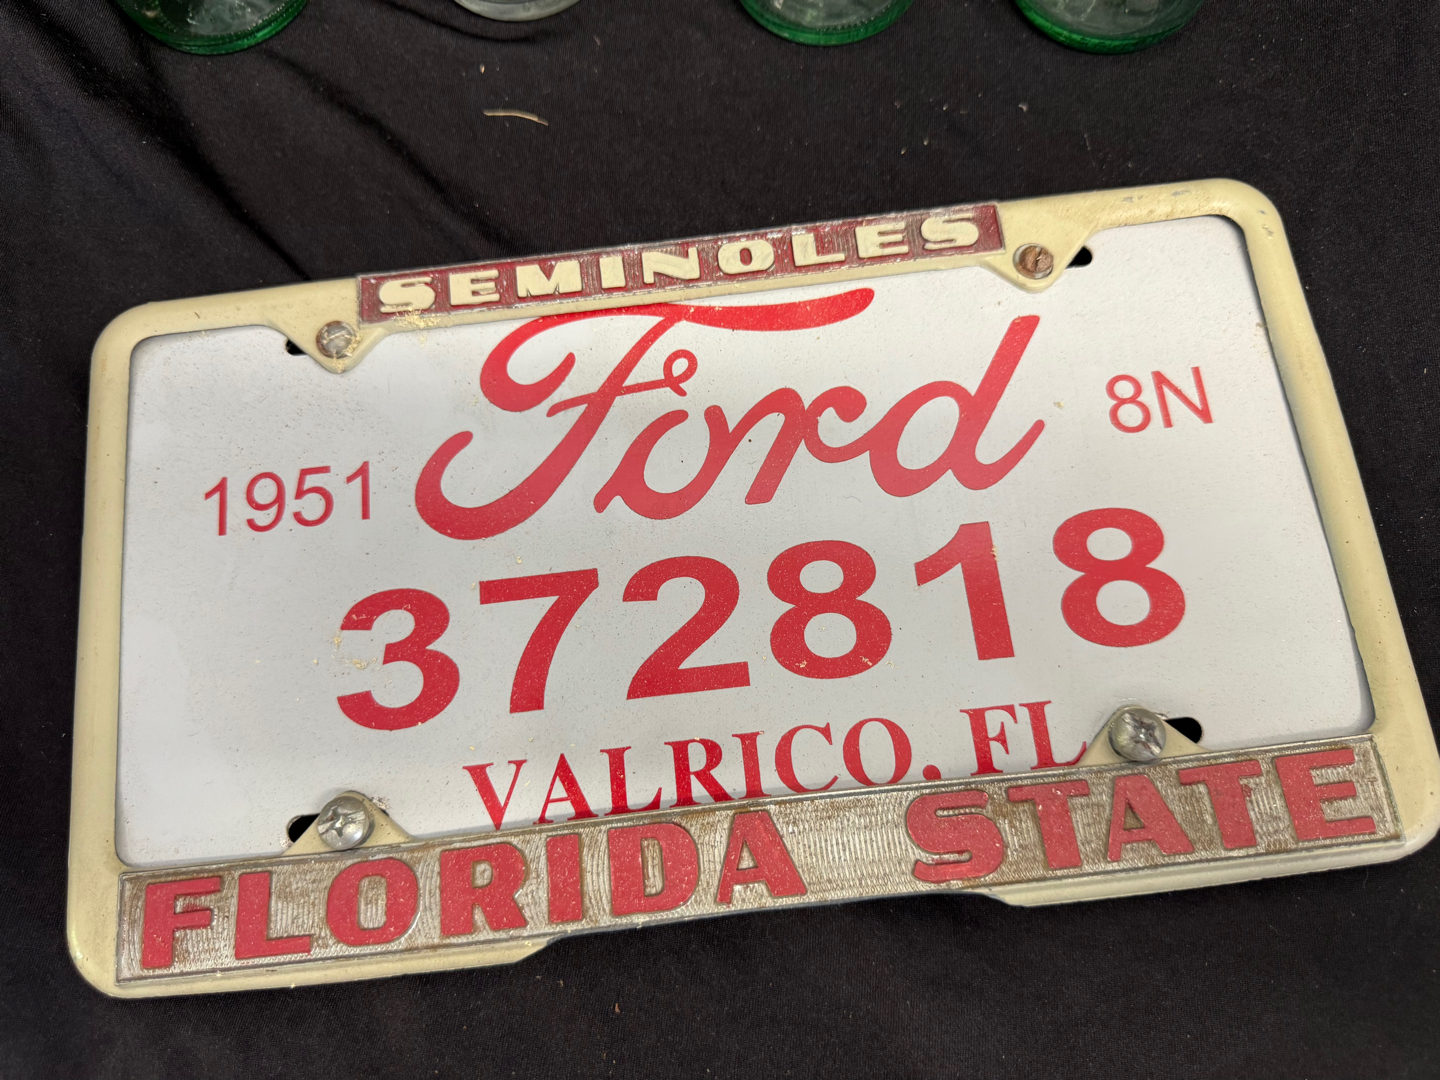 SEMINOLES
Ford
1951 8N
372818
VALRICO, FL
FLORIDA STATE